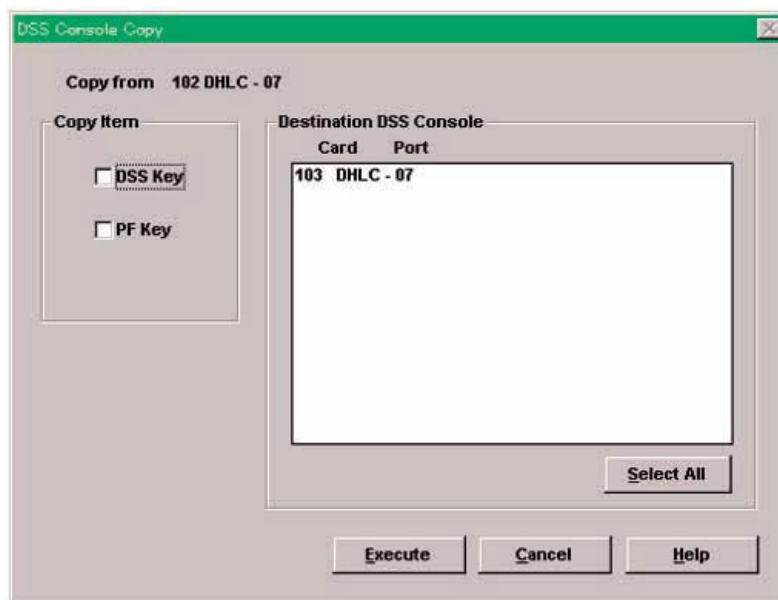 DSS Console Copy
Copy from 102 DHLC - 07
Copy Item
DSS Key
PF Key
Destination DSS Console
Card Port
103 DHLC - 07
Select All
Execute Cancel Help